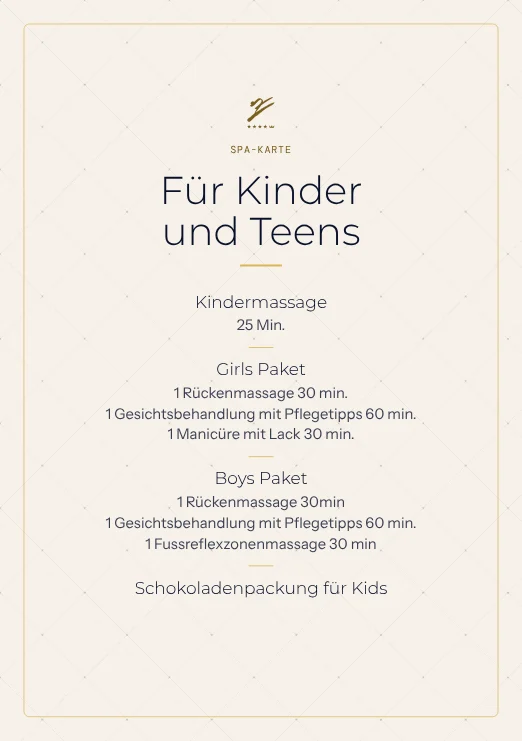 SPA-KARTE
Für Kinder
und Teens
Kindermassage
25 Min.
Girls Paket
1 Rückenmassage 30 min.
1 Gesichtsbehandlung mit Pflegetipps 60 min.
1 Manicüre mit Lack 30 min.
Boys Paket
1 Rückenmassage 30min
1 Gesichtsbehandlung mit Pflegetipps 60 min.
1 Fussreflexzonenmassage 30 min
Schokoladenpackung für Kids